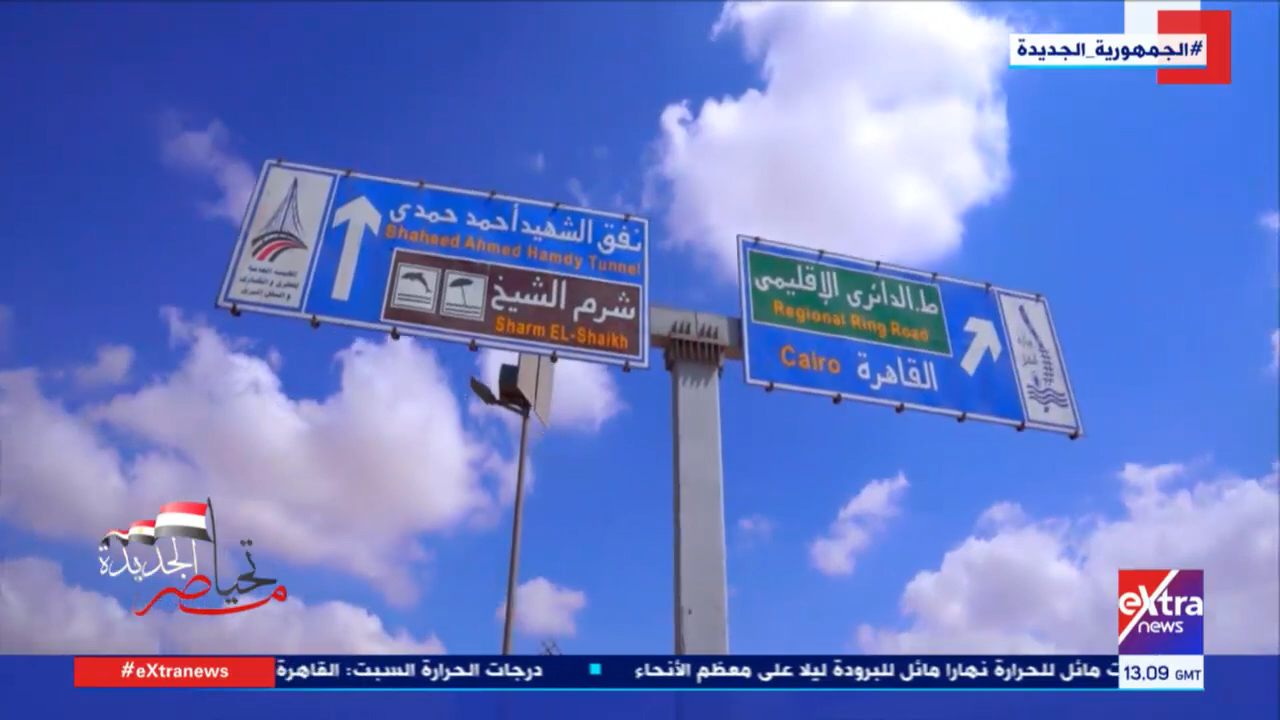 #الجمهورية_الجديدة
نفق الشهيد أحمد حمدى
Shaheed Ahmed Hamdy Tunnel
شرم الشيخ
Sharm EL-Shaikh
ط.الدائرى الإقليمى
Regional Ring Road
القاهرة
Cairo
تحيا مصر الجديدة
eXtra
news
13.09 GMT
مائل للحرارة نهارا مائل للبرودة ليلا على معظم الأنحاء ■ درجات الحرارة السبت: القاهرة
#eXtranews